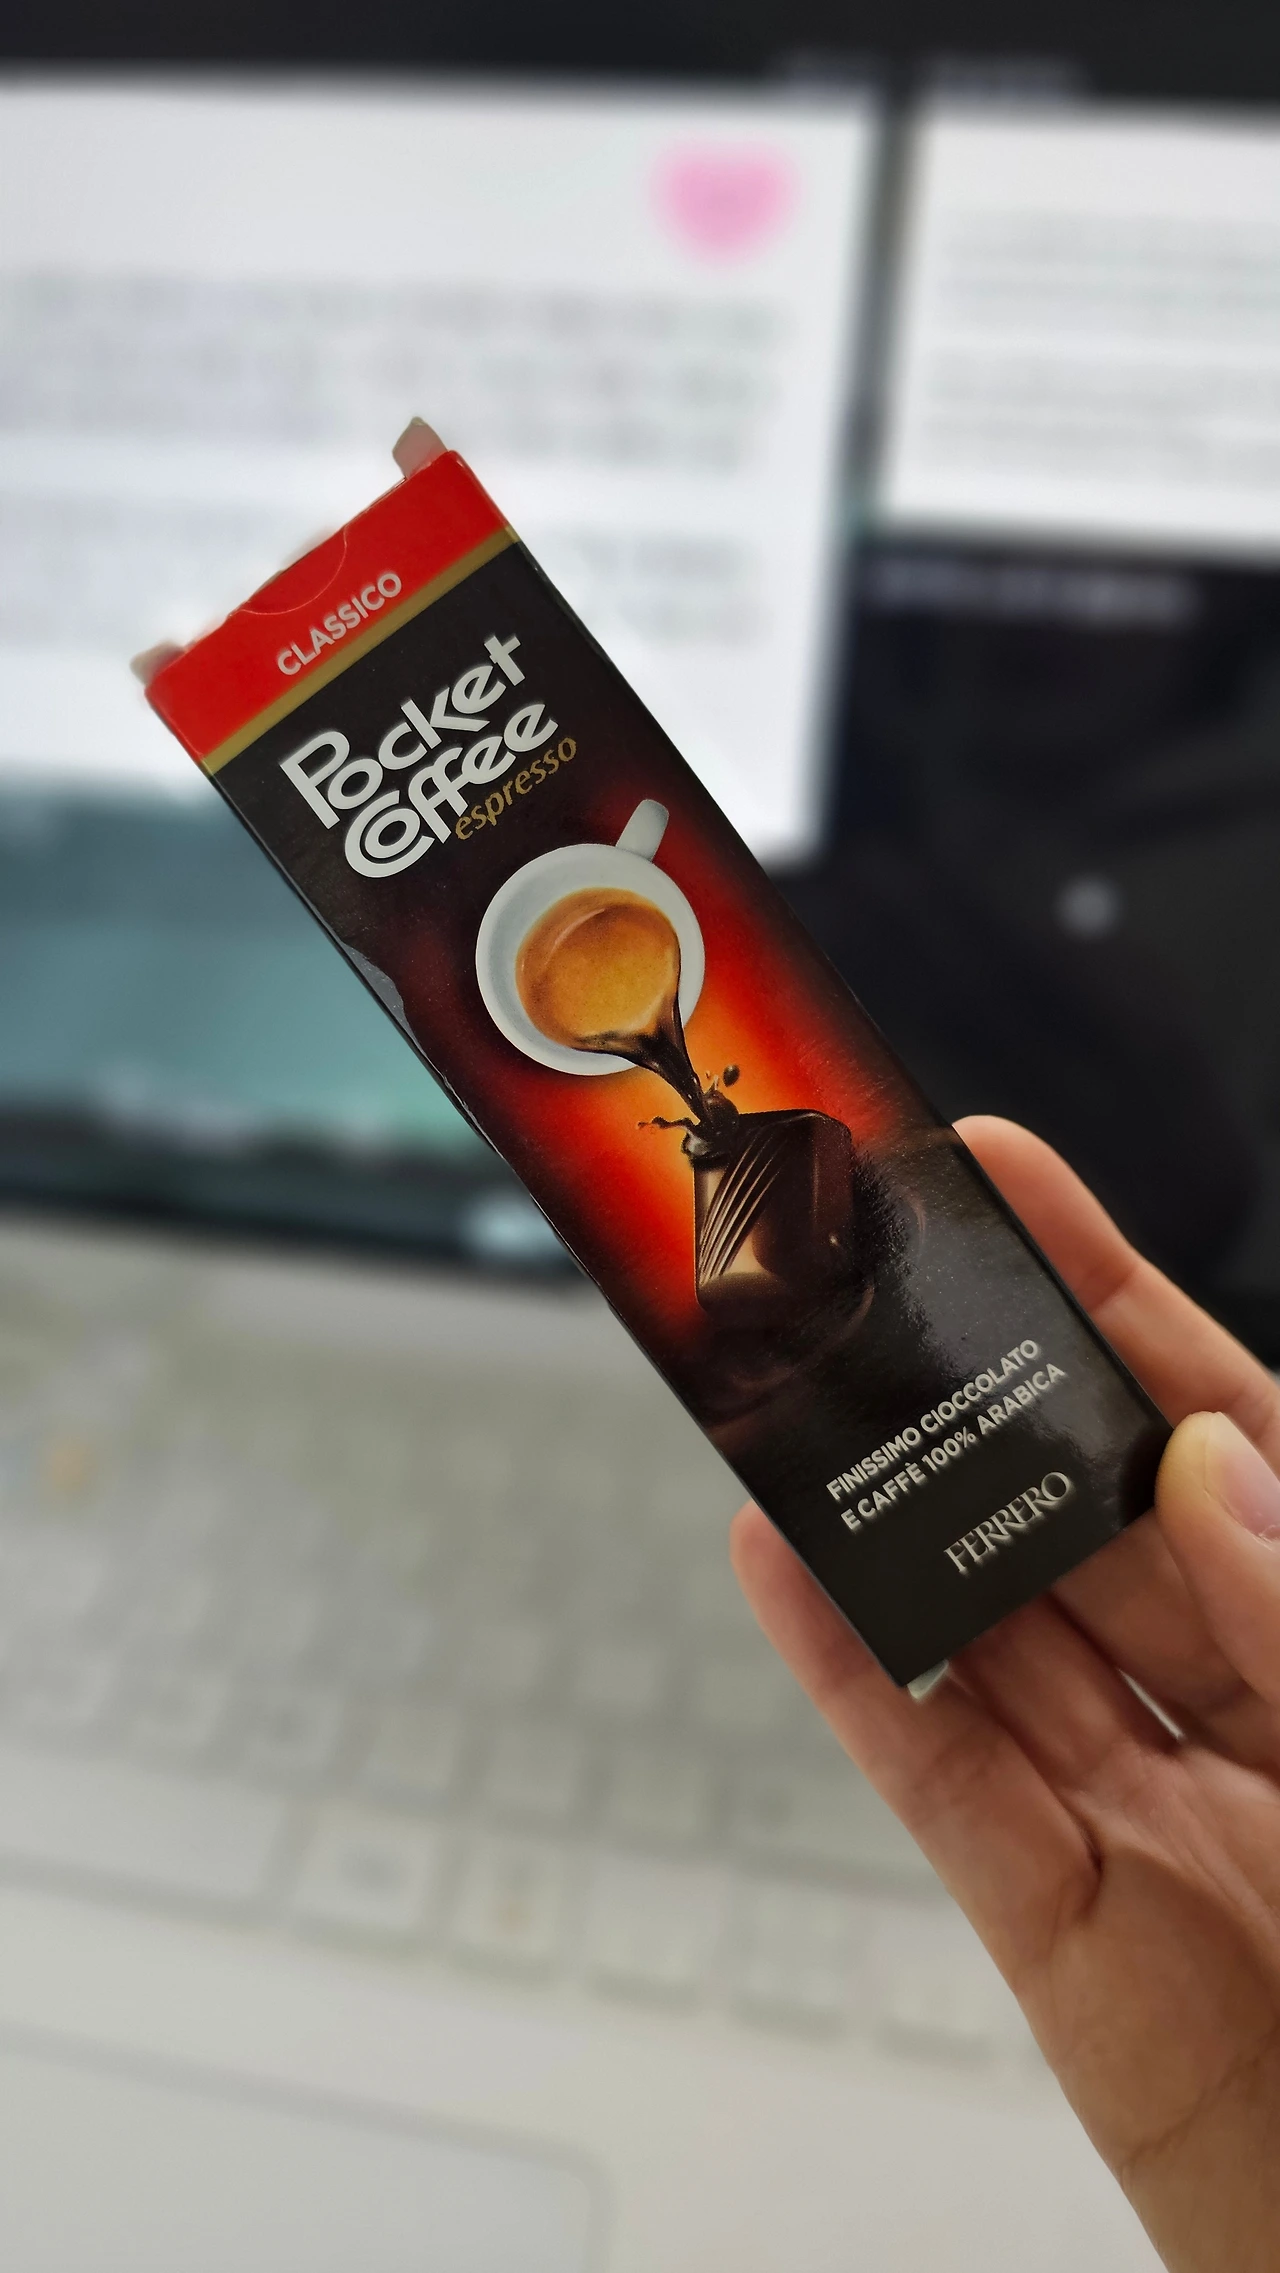 CLASSICO
Pocket
Coffee
espresso
FINISSIMO CIOCCOLATO
E CAFFÈ 100% ARABICA
FERRERO